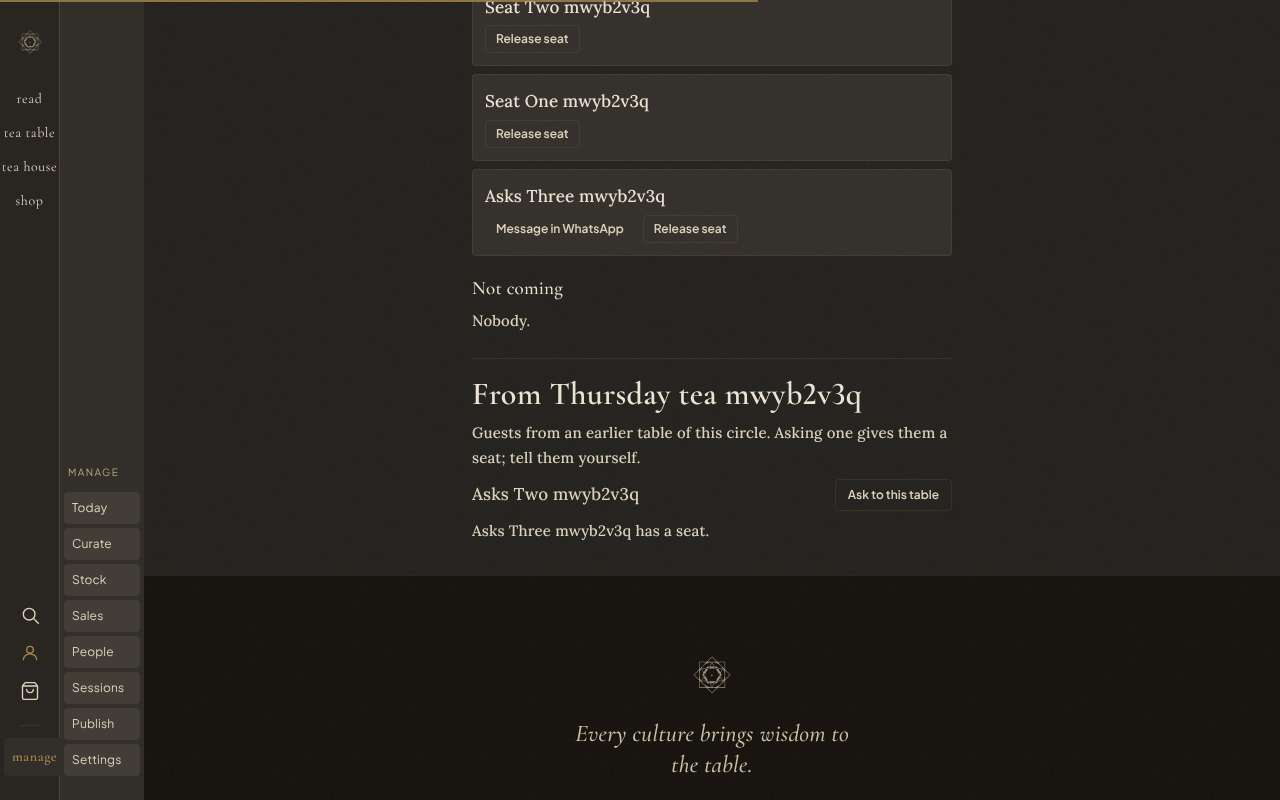 read
tea table
tea house
shop
manage
MANAGE
Today
Curate
Stock
Sales
People
Sessions
Publish
Settings
Seat Two mwyb2v3q
Release seat
Seat One mwyb2v3q
Release seat
Asks Three mwyb2v3q
Message in WhatsApp Release seat
Not coming
Nobody.
From Thursday tea mwyb2v3q
Guests from an earlier table of this circle. Asking one gives them a
seat; tell them yourself.
Asks Two mwyb2v3q Ask to this table
Asks Three mwyb2v3q has a seat.
Every culture brings wisdom to
the table.